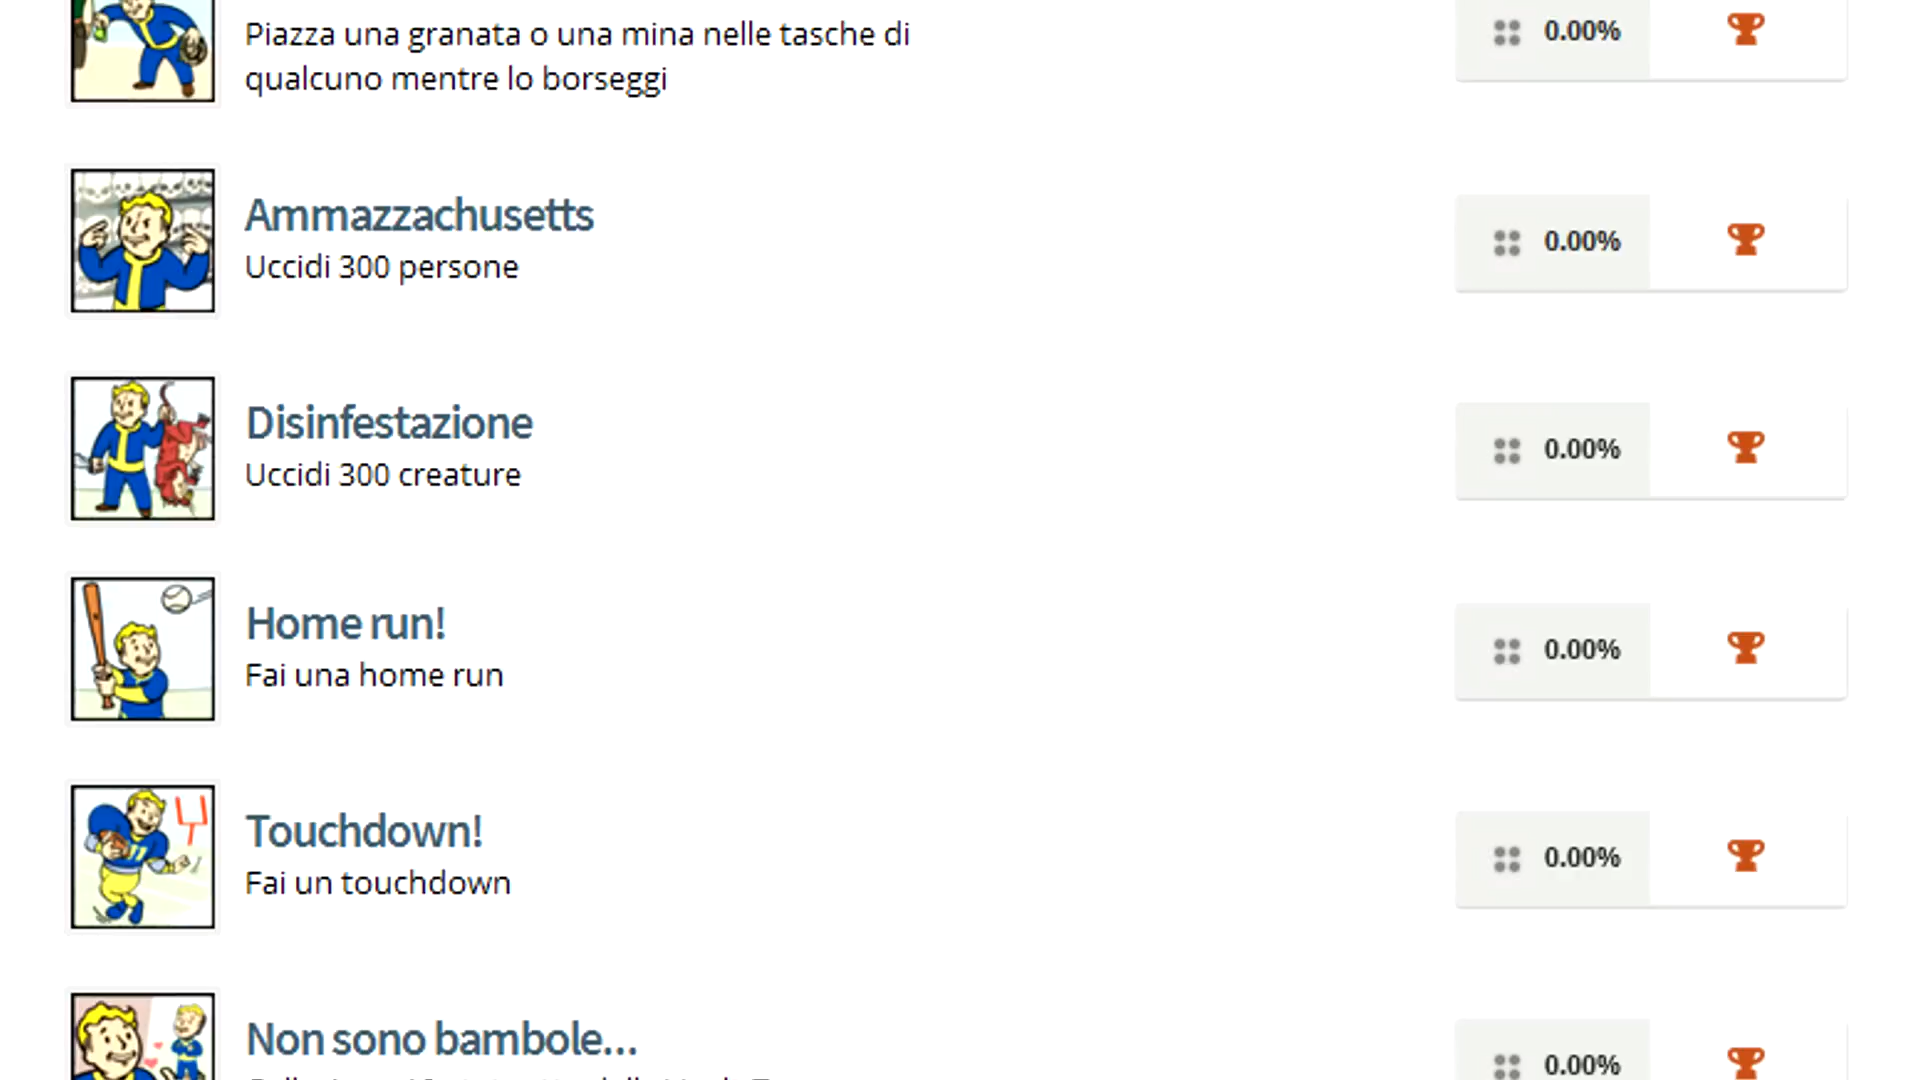 Piazza una granata o una mina nelle tasche di
qualcuno mentre lo borseggi
0.00%
Ammazzachusetts
Uccidi 300 persone
0.00%
Disinfestazione
Uccidi 300 creature
0.00%
Home run!
Fai una home run
0.00%
Touchdown!
Fai un touchdown
0.00%
Non sono bambole...
0.00%